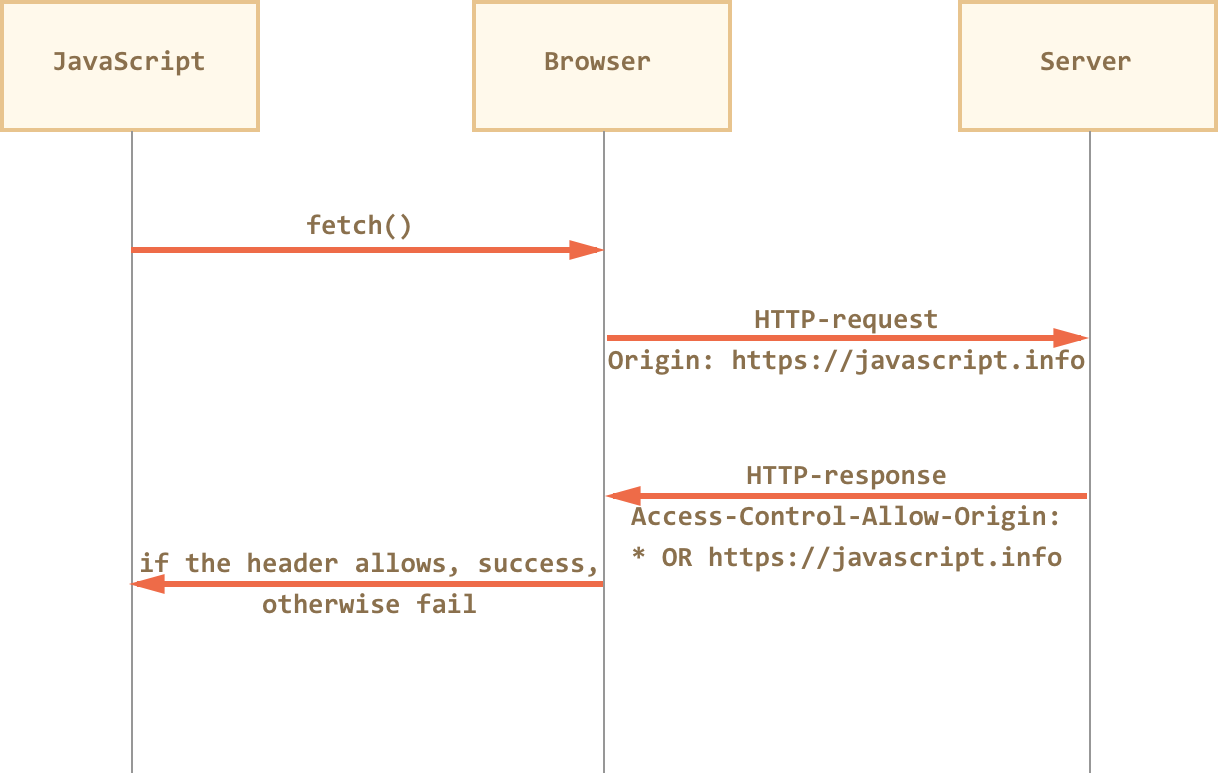 JavaScript
Browser
Server
fetch()
HTTP-request
Origin: https://javascript.info
HTTP-response
Access-Control-Allow-Origin:
* OR https://javascript.info
if the header allows, success,
otherwise fail